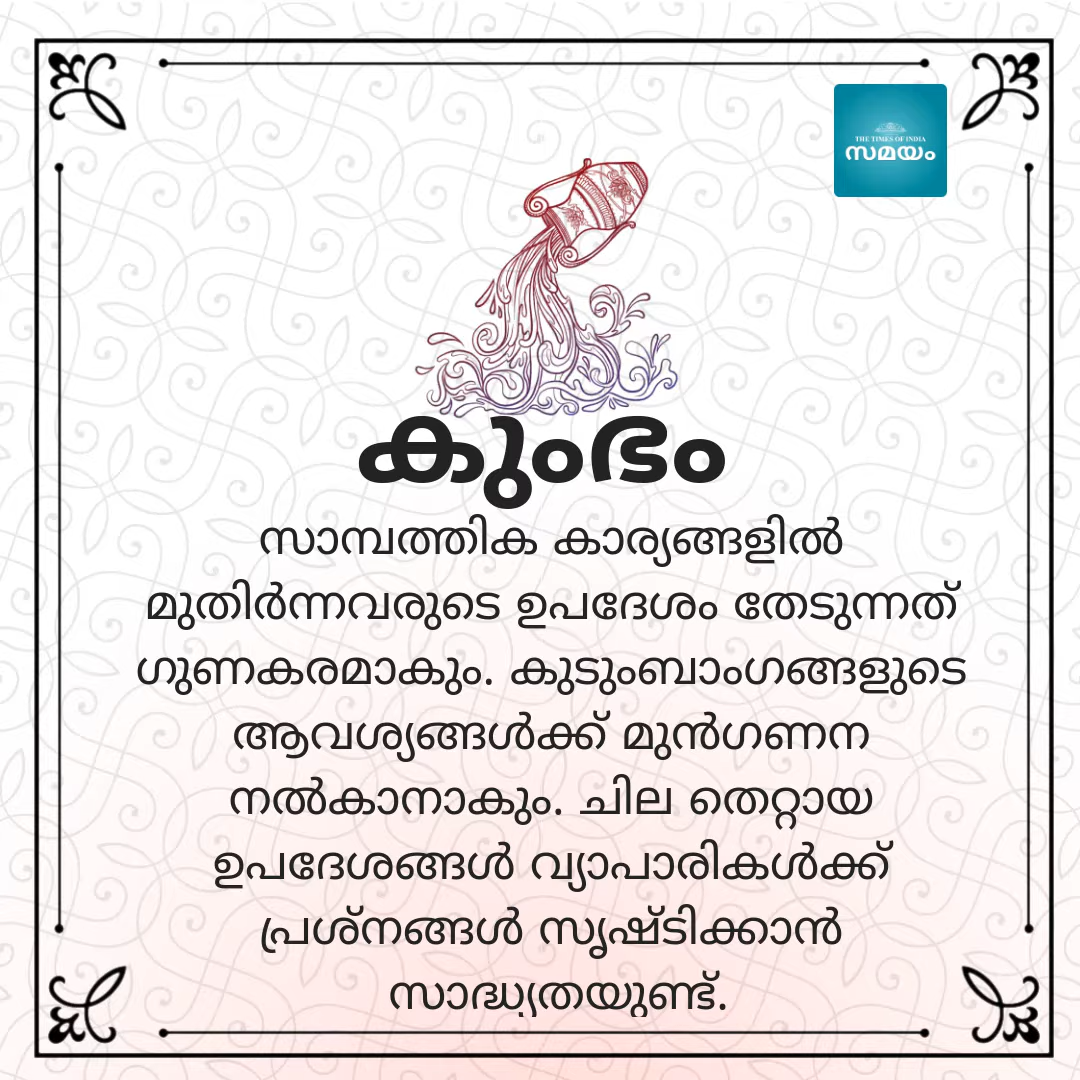 THE TIMES OF INDIA
സമയം
കുംഭം
സാമ്പത്തിക കാര്യങ്ങളിൽ
മുതിർന്നവരുടെ ഉപദേശം തേടുന്നത്
ഗുണകരമാകും. കുടുംബാംഗങ്ങളുടെ
ആവശ്യങ്ങൾക്ക് മുൻഗണന
നൽകാനാകും. ചില തെറ്റായ
ഉപദേശങ്ങൾ വ്യാപാരികൾക്ക്
പ്രശ്നങ്ങൾ സൃഷ്ടിക്കാൻ
സാദ്ധ്യതയുണ്ട്.